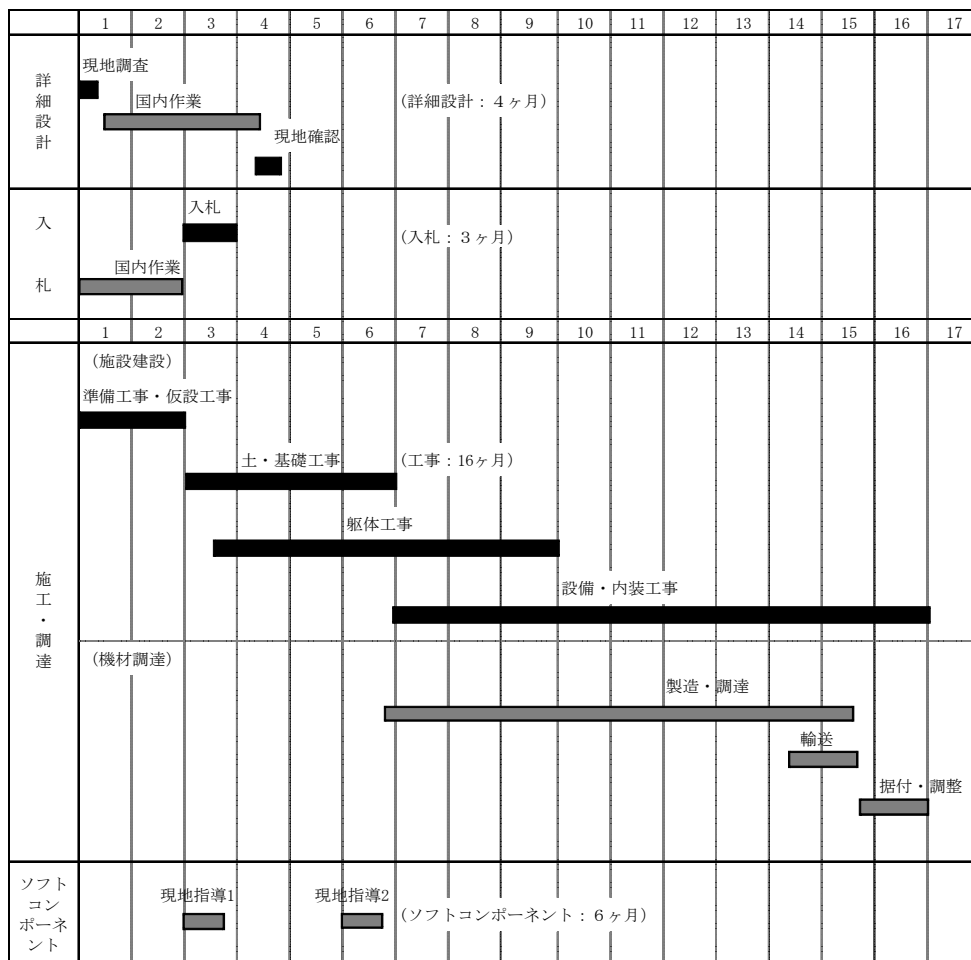 1 2 3 4 5 6 7 8 9 10 11 12 13 14 15 16 17
詳細設計
現地調査
国内作業
(詳細設計：４ヶ月)
現地確認
入札
入札
(入札：３ヶ月)
国内作業
1 2 3 4 5 6 7 8 9 10 11 12 13 14 15 16 17
施工・調達
(施設建設)
準備工事・仮設工事
土・基礎工事
(工事：16ヶ月)
躯体工事
設備・内装工事
(機材調達)
製造・調達
輸送
据付・調整
ソフト
コン
ポーネ
ント
現地指導1
現地指導2
(ソフトコンポーネント：６ヶ月)